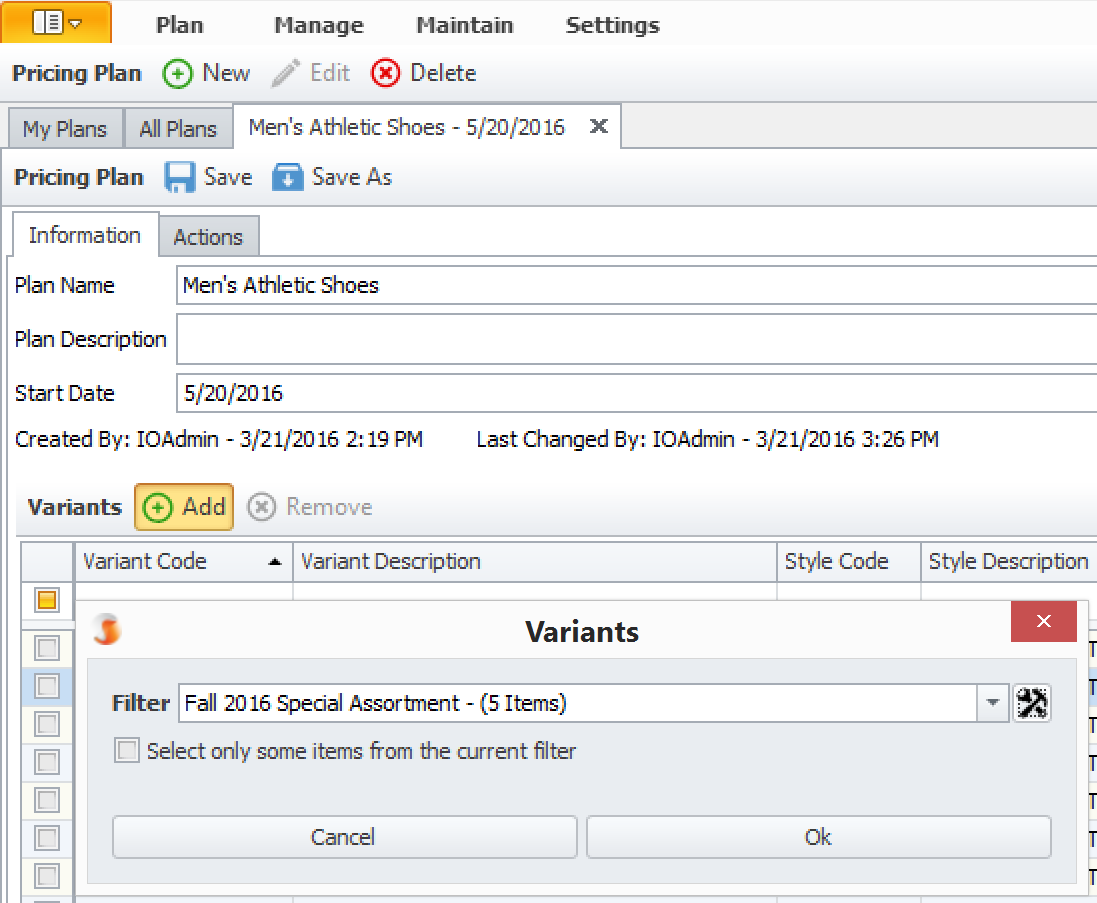 Plan Manage Maintain Settings
Pricing Plan New Edit Delete
My Plans All Plans Men's Athletic Shoes - 5/20/2016
Pricing Plan Save Save As
Information Actions
Plan Name Men's Athletic Shoes
Plan Description
Start Date 5/20/2016
Created By: IOAdmin - 3/21/2016 2:19 PM Last Changed By: IOAdmin - 3/21/2016 3:26 PM
Variants Add Remove
Variant Code Variant Description Style Code Style Description
Variants
Filter Fall 2016 Special Assortment - (5 Items)
Select only some items from the current filter
Cancel Ok